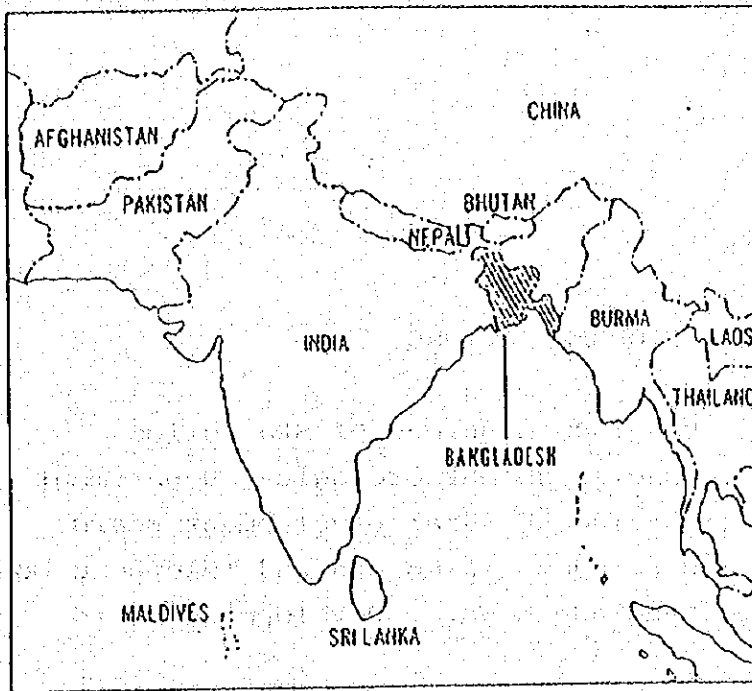 CHINA
AFGHANISTAN
PAKISTAN
BHUTAN
NEPAL
INDIA
BURMA
LAOS
THAILAND
BANGLADESH
MALDIVES
SRI LANKA